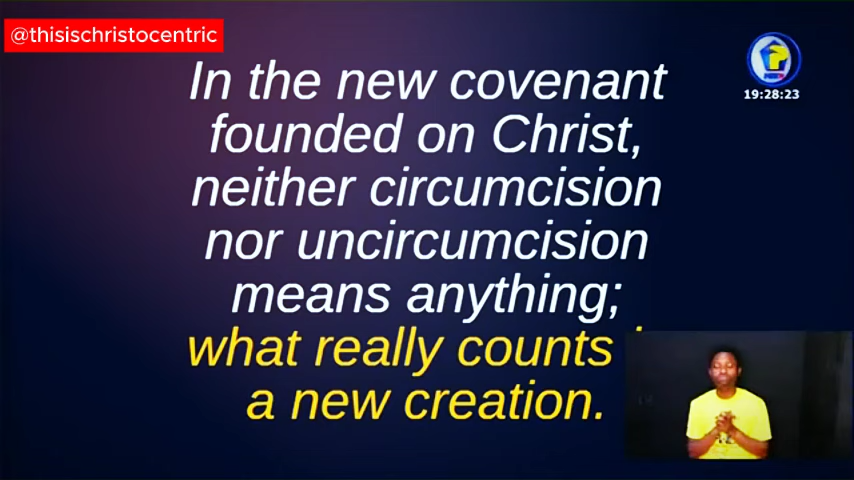 @thisischristocentric
19:28:23
In the new covenant
founded on Christ,
neither circumcision
nor uncircumcision
means anything;
what really counts
a new creation.